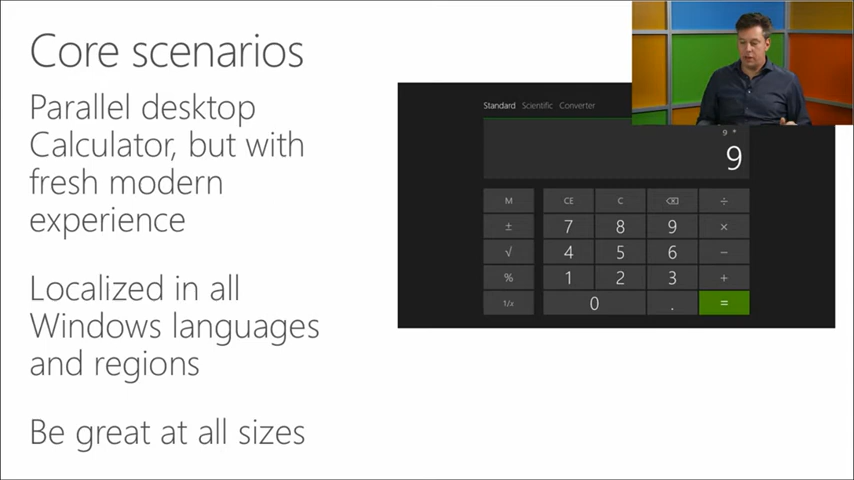 Core scenarios
Parallel desktop
Calculator, but with
fresh modern
experience
Localized in all
Windows languages
and regions
Be great at all sizes
Standard Scientific Converter
9 *
9
M CE C ÷
± 7 8 9 ×
√ 4 5 6 −
% 1 2 3 +
1/x 0 . =